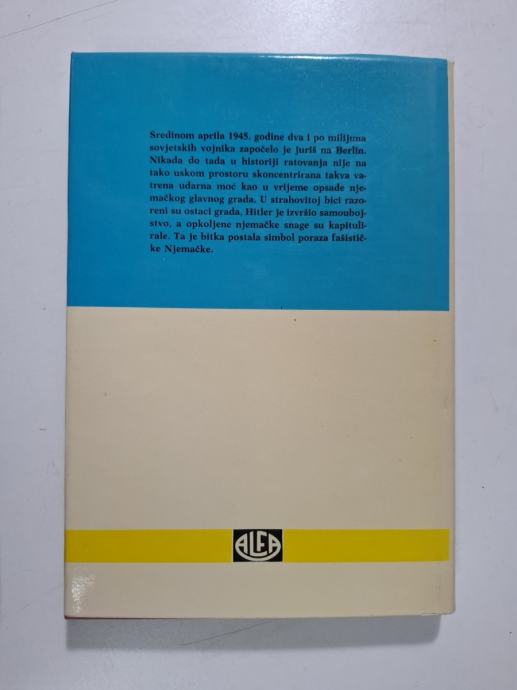 Sredinom aprila 1945. godine dva i po milijuna
sovjetskih vojnika započelo je juriš na Berlin.
Nikada do tada u historiji ratovanja nije na
tako uskom prostoru skoncentrirana takva va-
trena udarna moć kao u vrijeme opsade nje-
mačkog glavnog grada. U strahovitoj bici razo-
reni su ostaci grada, Hitler je izvršio samouboj-
stvo, a opkoljene njemačke snage su kapituli-
rale. Ta je bitka postala simbol poraza fašistič-
ke Njemačke.
ALFA